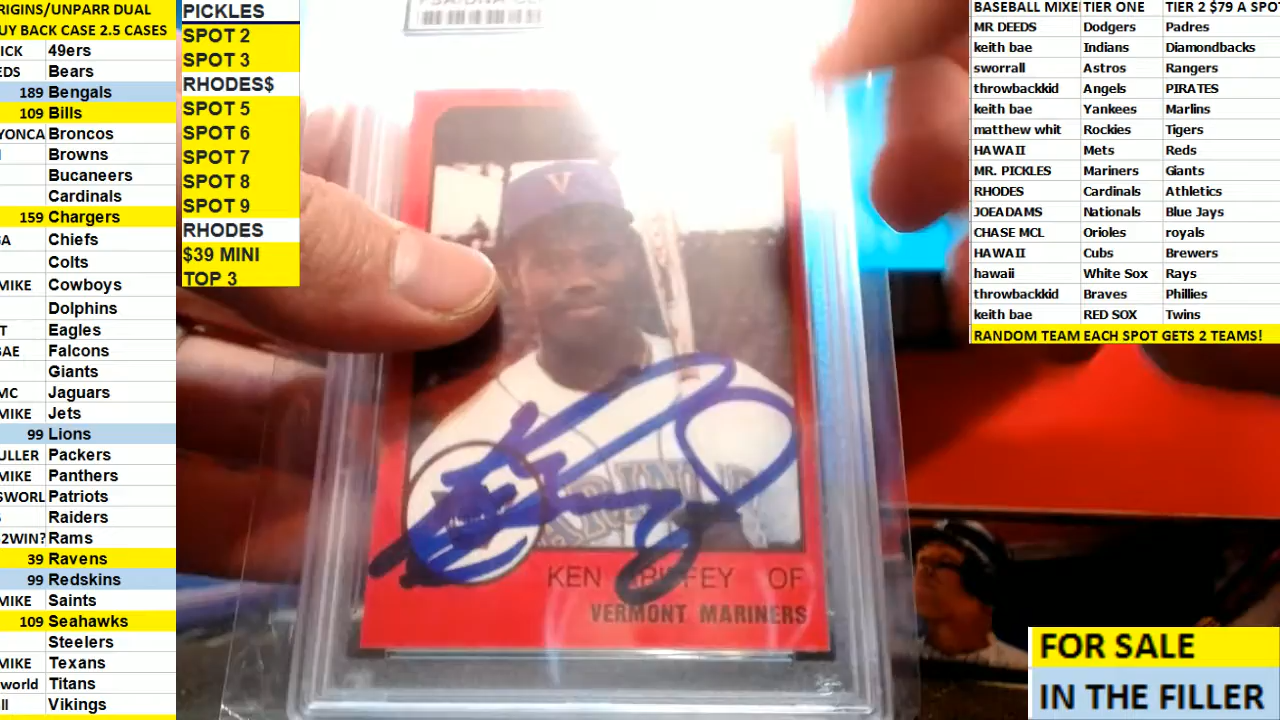 RIGINS/UNPARR DUAL
UY BACK CASE 2.5 CASES
ICK 49ers
EDS Bears
189 Bengals
109 Bills
YONCA Broncos
Browns
Bucaneers
Cardinals
159 Chargers
GA Chiefs
Colts
MIKE Cowboys
Dolphins
T Eagles
BAE Falcons
Giants
MC Jaguars
MIKE Jets
99 Lions
ULLER Packers
MIKE Panthers
SWORL Patriots
Raiders
2WIN? Rams
39 Ravens
99 Redskins
MIKE Saints
109 Seahawks
Steelers
MIKE Texans
world Titans
ll Vikings
PICKLES
SPOT 2
SPOT 3
RHODES$
SPOT 5
SPOT 6
SPOT 7
SPOT 8
SPOT 9
RHODES
$39 MINI
TOP 3
V
KEN GRIFFEY OF
VERMONT MARINERS
BASEBALL MIXE TIER ONE TIER 2 $79 A SPOT
MR DEEDS Dodgers Padres
keith bae Indians Diamondbacks
sworrall Astros Rangers
throwbackkid Angels PIRATES
keith bae Yankees Marlins
matthew whit Rockies Tigers
HAWAII Mets Reds
MR. PICKLES Mariners Giants
RHODES Cardinals Athletics
JOEADAMS Nationals Blue Jays
CHASE MCL Orioles royals
HAWAII Cubs Brewers
hawaii White Sox Rays
throwbackkid Braves Phillies
keith bae RED SOX Twins
RANDOM TEAM EACH SPOT GETS 2 TEAMS!
FOR SALE
IN THE FILLER